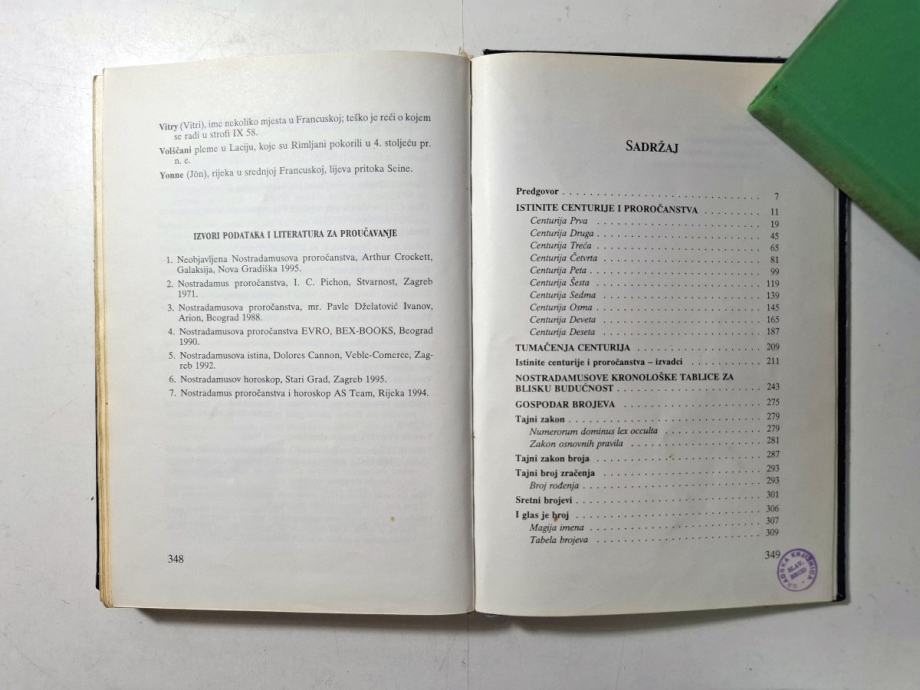 Vitry (Vitri), ime nekoliko mjesta u Francuskoj; teško je reći o kojem
se radi u strofi IX 58.
Volščani pleme u Laciju, koje su Rimljani pokorili u 4. stoljeću pr.
n. e.
Yonne (Jôn), rijeka u srednjoj Francuskoj, lijeva pritoka Seine.
IZVORI PODATAKA I LITERATURA ZA PROUČAVANJE
1. Neobjavljena Nostradamusova proročanstva, Arthur Crockett,
Galaksija, Nova Gradiška 1995.
2. Nostradamus proročanstva, I. C. Pichon, Stvarnost, Zagreb
1971.
3. Nostradamusova proročanstva, mr. Pavle Dželatović Ivanov,
Arion, Beograd 1988.
4. Nostradamusova proročanstva EVRO, BEX-BOOKS, Beograd
1990.
5. Nostradamusova istina, Dolores Cannon, Veble-Comerce, Zag-
reb 1992.
6. Nostradamusov horoskop, Stari Grad, Zagreb 1995.
7. Nostradamus proročanstva i horoskop AS Team, Rijeka 1994.
348
SADRŽAJ
Predgovor . . . . . . . . . . 7
ISTINITE CENTURIJE I PROROČANSTVA . . . . . . . . . . 11
Centurija Prva . . . . . . . . . . 19
Centurija Druga . . . . . . . . . . 45
Centurija Treća . . . . . . . . . . 65
Centurija Četvrta . . . . . . . . . . 81
Centurija Peta . . . . . . . . . . 99
Centurija Šesta . . . . . . . . . . 119
Centurija Sedma . . . . . . . . . . 139
Centurija Osma . . . . . . . . . . 145
Centurija Deveta . . . . . . . . . . 165
Centurija Deseta . . . . . . . . . . 187
TUMAČENJA CENTURIJA . . . . . . . . . . 209
Istinite centurije i proročanstva – izvadci . . . . . . . . . . 211
NOSTRADAMUSOVE KRONOLOŠKE TABLICE ZA
BLISKU BUDUĆNOST . . . . . . . . . . 243
GOSPODAR BROJEVA . . . . . . . . . . 275
Tajni zakon . . . . . . . . . . 279
Numerorum dominus lex occulta . . . . . . . . . . 279
Zakon osnovnih pravila . . . . . . . . . . 281
Tajni zakon broja . . . . . . . . . . 287
Tajni broj zračenja . . . . . . . . . . 293
Broj rođenja . . . . . . . . . . 293
Sretni brojevi . . . . . . . . . . 301
I glas je broj . . . . . . . . . . 306
Magija imena . . . . . . . . . . 307
Tabela brojeva . . . . . . . . . . 309
349
KNJIŽNICA
SLAV.
BROD